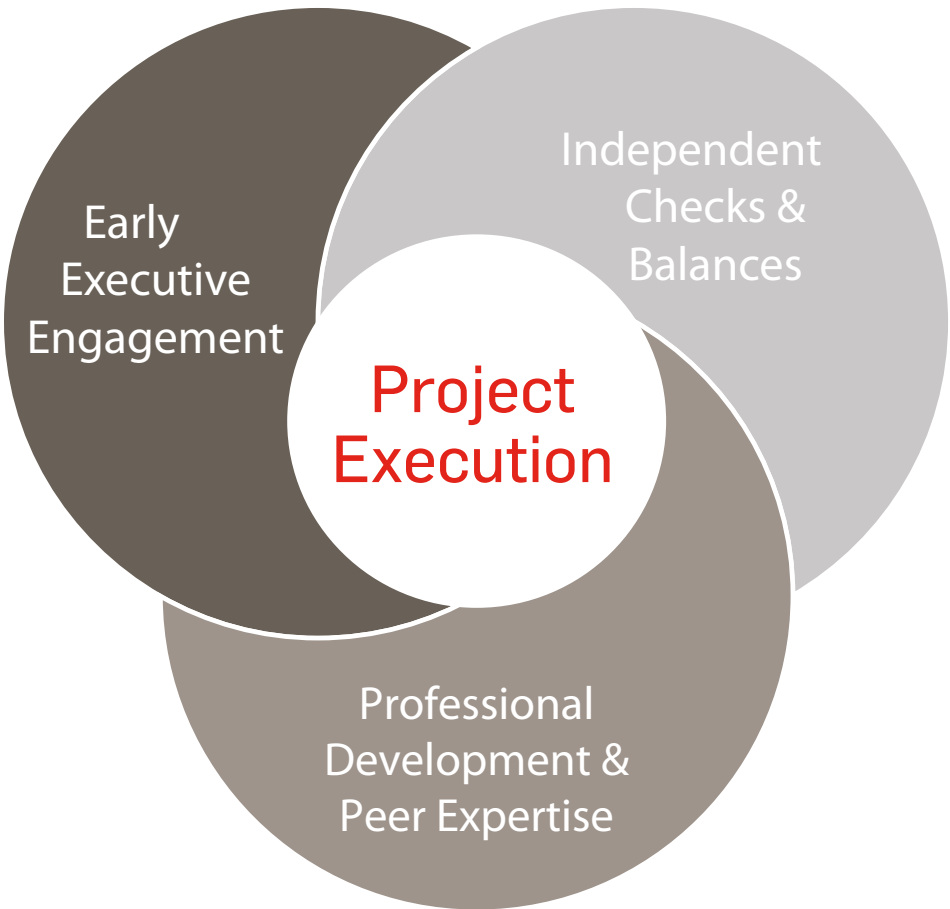 Early
Executive
Engagement
Independent
Checks &
Balances
Project
Execution
Professional
Development &
Peer Expertise